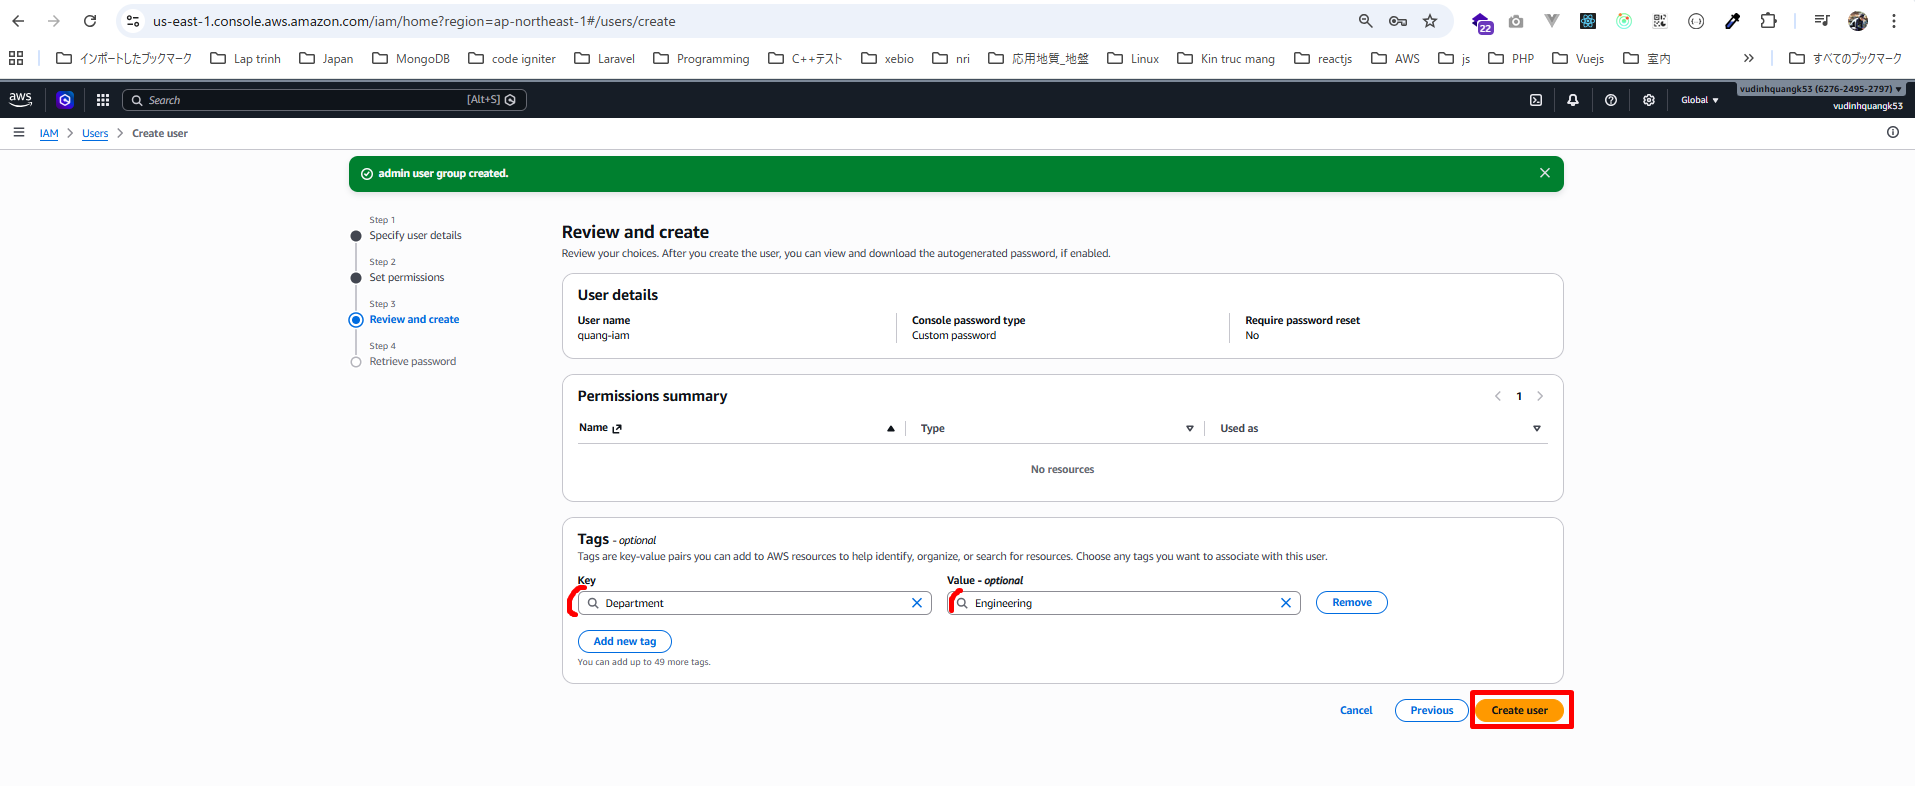 us-east-1.console.aws.amazon.com/iam/home?region=ap-northeast-1#/users/create
22
インポートしたブックマーク Lap trinh Japan MongoDB code igniter Laravel Programming C++テスト xebio nri 応用地質_地盤 Linux Kin truc mang reactjs AWS js PHP Vuejs 室内 » すべてのブックマーク
aws Search [Alt+S] Global vudinhquangk53 (6276-2495-2797)
vudinhquangk53
IAM > Users > Create user
admin user group created.
Step 1
Specify user details
Step 2
Set permissions
Step 3
Review and create
Step 4
Retrieve password
Review and create
Review your choices. After you create the user, you can view and download the autogenerated password, if enabled.
User details
User name Console password type Require password reset
quang-iam Custom password No
Permissions summary < 1 >
Name Type Used as
No resources
Tags - optional
Tags are key-value pairs you can add to AWS resources to help identify, organize, or search for resources. Choose any tags you want to associate with this user.
Key Value - optional
Department Engineering Remove
Add new tag
You can add up to 49 more tags.
Cancel Previous Create user